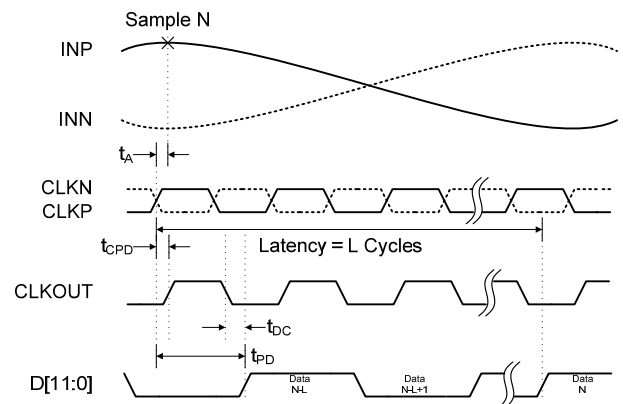 Sample N
INP
INN
tA
CLKN
CLKP
tCPD
Latency = L Cycles
CLKOUT
tDC
tPD
D[11:0]
Data
N-L
Data
N-L+1
Data
N